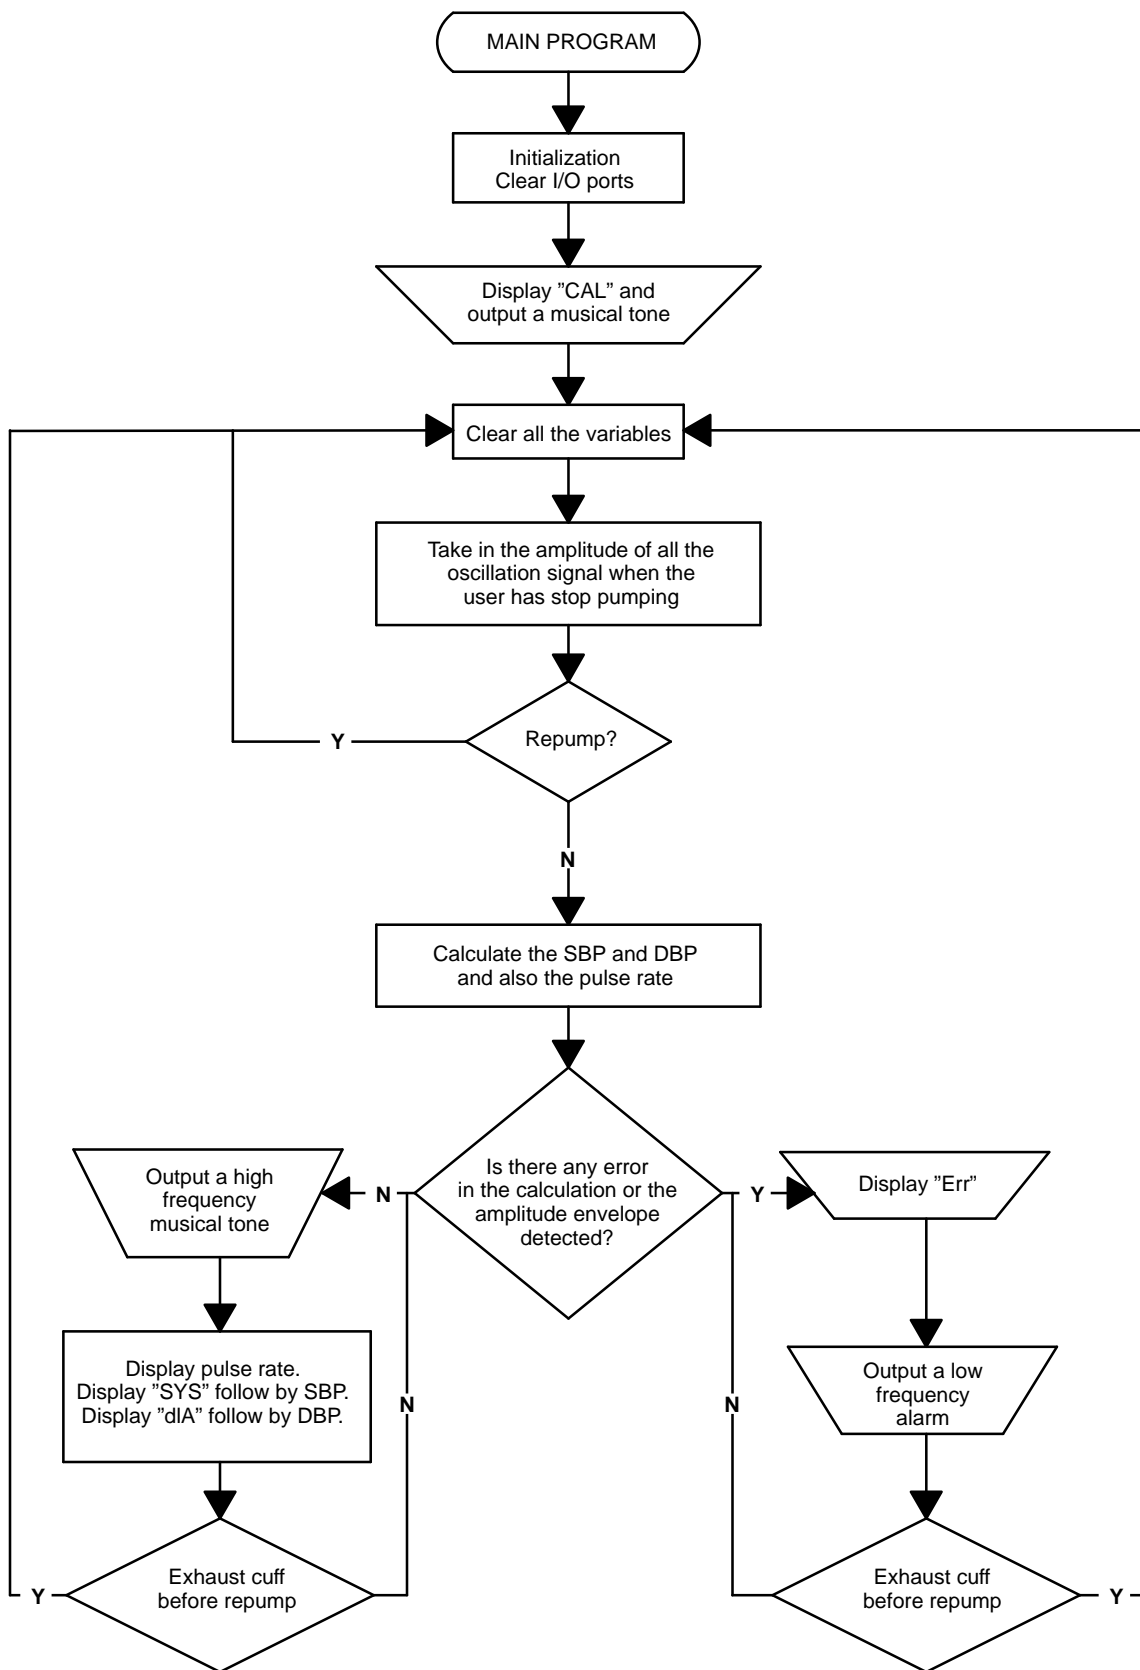 MAIN PROGRAM
Initialization
Clear I/O ports
Display ”CAL” and
output a musical tone
Clear all the variables
Take in the amplitude of all the
oscillation signal when the
user has stop pumping
Repump?
Y
N
Calculate the SBP and DBP
and also the pulse rate
Is there any error
in the calculation or the
amplitude envelope
detected?
N
Y
Output a high
frequency
musical tone
Display ”Err”
Display pulse rate.
Display ”SYS” follow by SBP.
Display ”dIA” follow by DBP.
N
Output a low
frequency
alarm
N
Exhaust cuff
before repump
Y
Exhaust cuff
before repump
Y